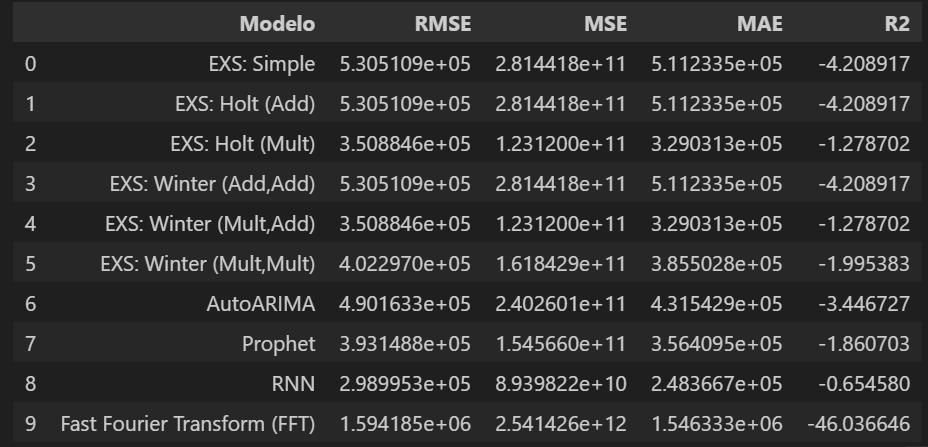 Modelo RMSE MSE MAE R2
0 EXS: Simple 5.305109e+05 2.814418e+11 5.112335e+05 -4.208917
1 EXS: Holt (Add) 5.305109e+05 2.814418e+11 5.112335e+05 -4.208917
2 EXS: Holt (Mult) 3.508846e+05 1.231200e+11 3.290313e+05 -1.278702
3 EXS: Winter (Add,Add) 5.305109e+05 2.814418e+11 5.112335e+05 -4.208917
4 EXS: Winter (Mult,Add) 3.508846e+05 1.231200e+11 3.290313e+05 -1.278702
5 EXS: Winter (Mult,Mult) 4.022970e+05 1.618429e+11 3.855028e+05 -1.995383
6 AutoARIMA 4.901633e+05 2.402601e+11 4.315429e+05 -3.446727
7 Prophet 3.931488e+05 1.545660e+11 3.564095e+05 -1.860703
8 RNN 2.989953e+05 8.939822e+10 2.483667e+05 -0.654580
9 Fast Fourier Transform (FFT) 1.594185e+06 2.541426e+12 1.546333e+06 -46.036646